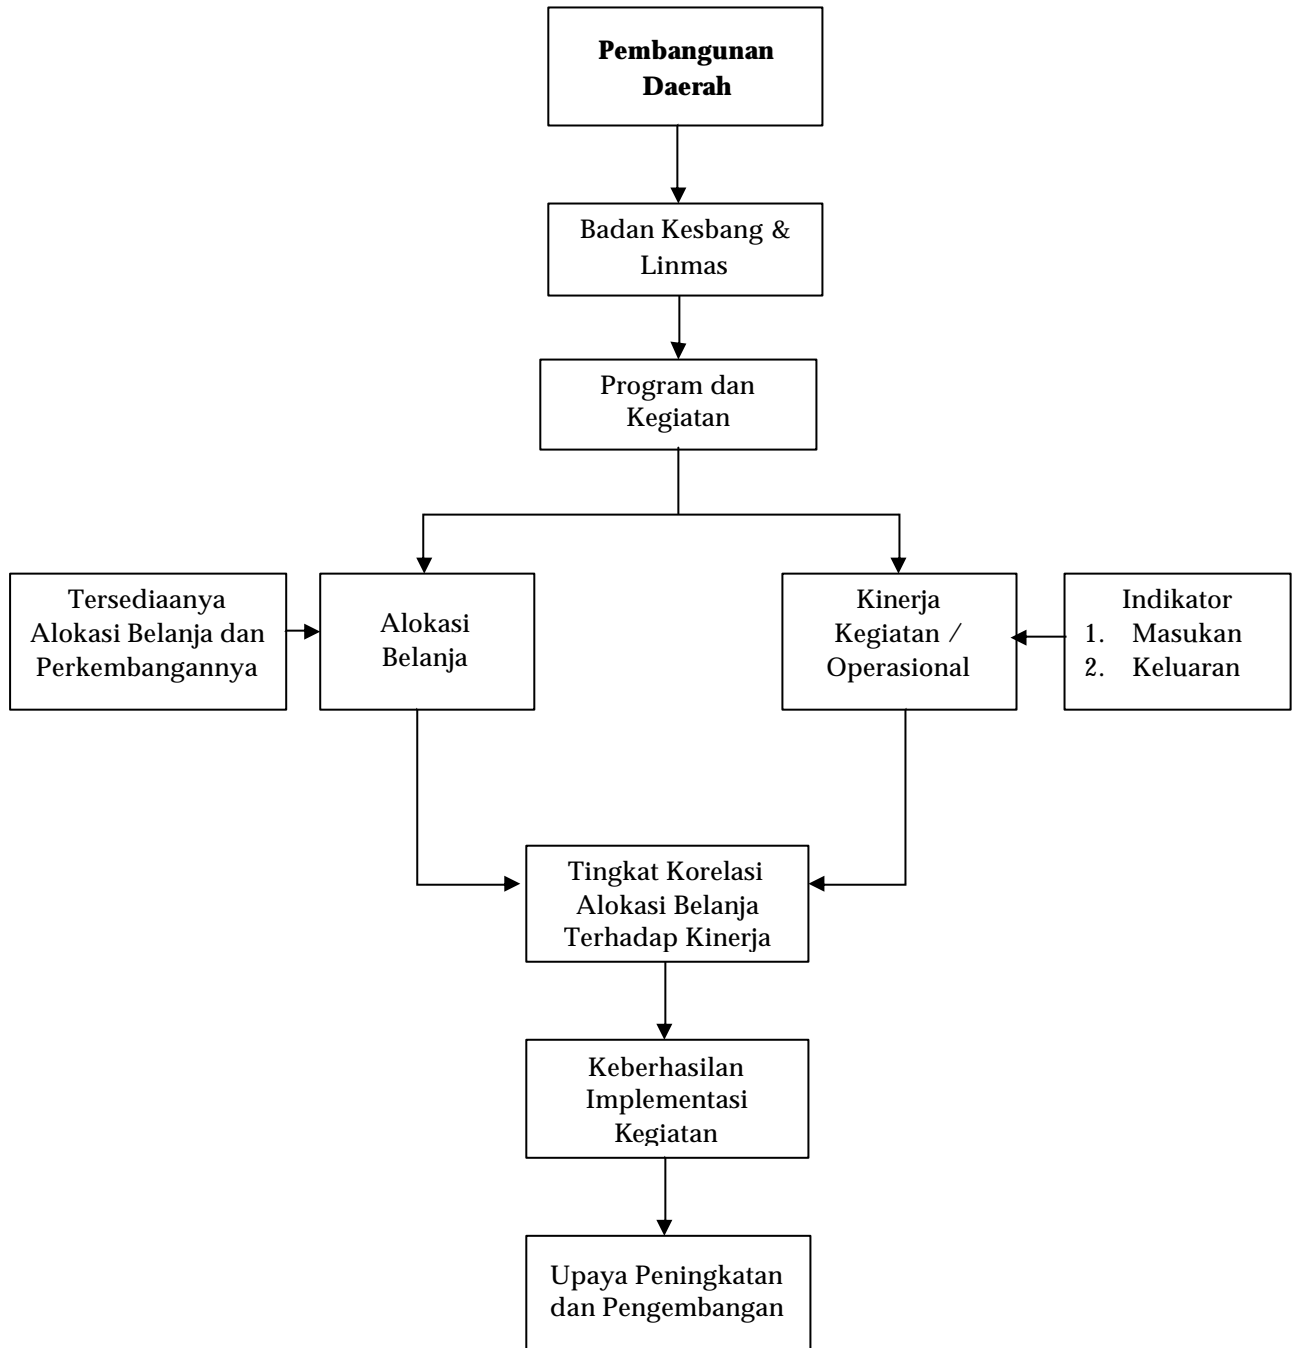 Pembangunan
Daerah
Badan Kesbang &
Linmas
Program dan
Kegiatan
Tersediaanya
Alokasi Belanja dan
Perkembangannya
Alokasi
Belanja
Kinerja
Kegiatan /
Operasional
Indikator
1. Masukan
2. Keluaran
Tingkat Korelasi
Alokasi Belanja
Terhadap Kinerja
Keberhasilan
Implementasi
Kegiatan
Upaya Peningkatan
dan Pengembangan